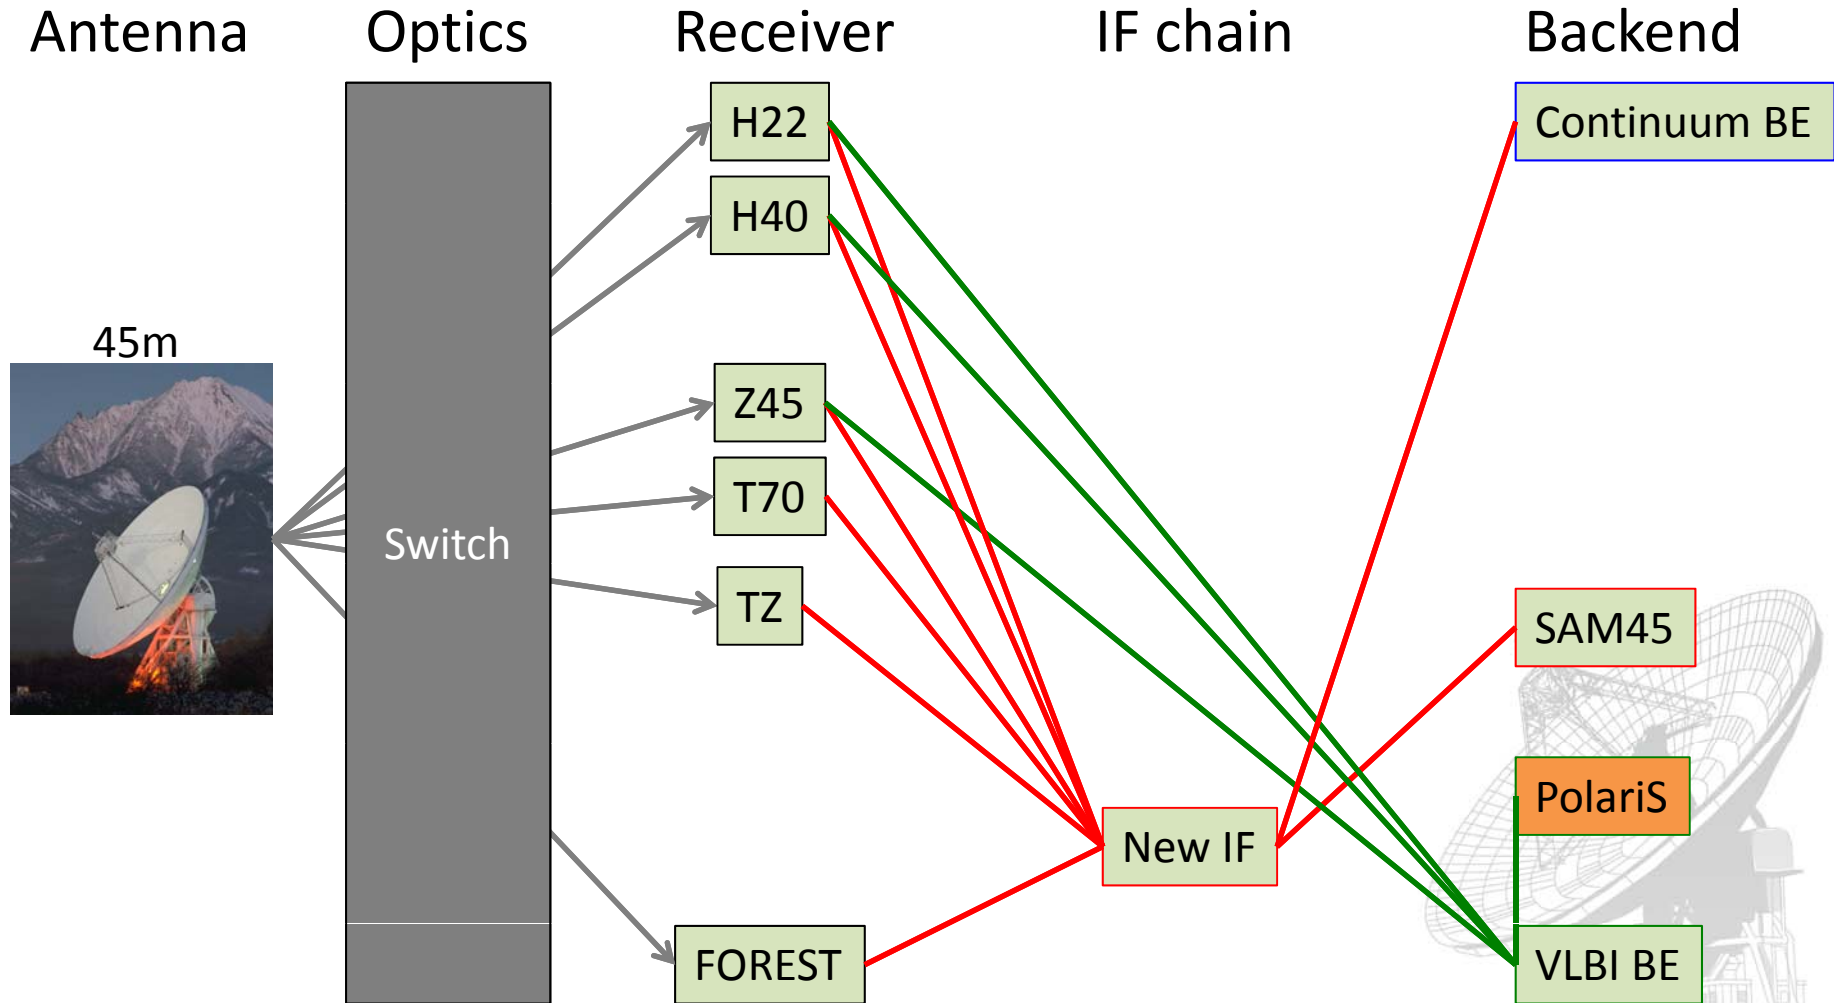 Antenna
Optics
Receiver
IF chain
Backend
H22
Continuum BE
H40
45m
Z45
T70
Switch
TZ
SAM45
PolariS
New IF
FOREST
VLBI BE